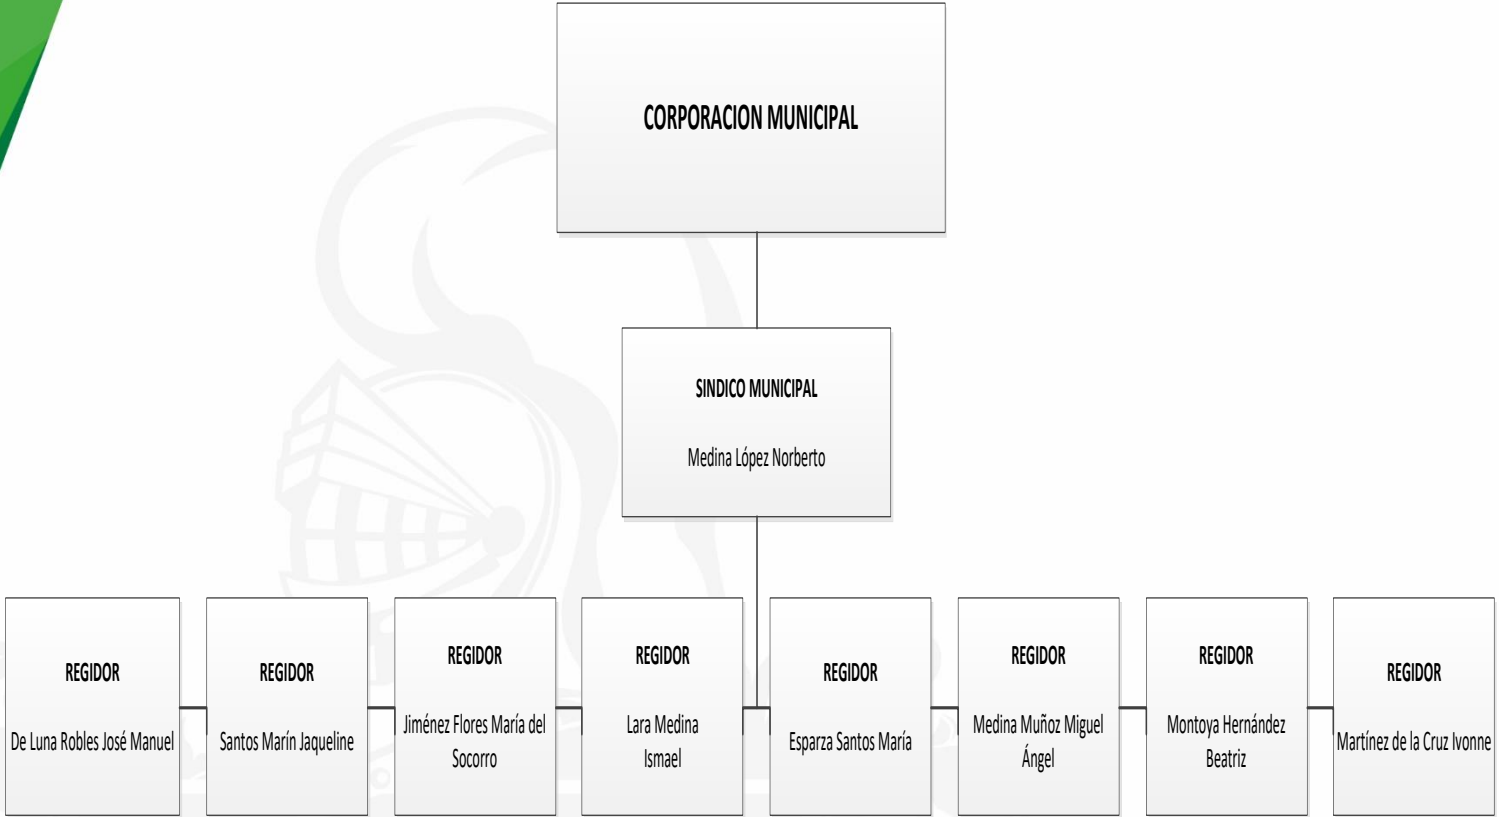 CORPORACION MUNICIPAL
SINDICO MUNICIPAL
Medina López Norberto
REGIDOR
De Luna Robles José Manuel
REGIDOR
Santos Marín Jaqueline
REGIDOR
Jiménez Flores María del
Socorro
REGIDOR
Lara Medina
Ismael
REGIDOR
Esparza Santos María
REGIDOR
Medina Muñoz Miguel
Ángel
REGIDOR
Montoya Hernández
Beatriz
REGIDOR
Martínez de la Cruz Ivonne